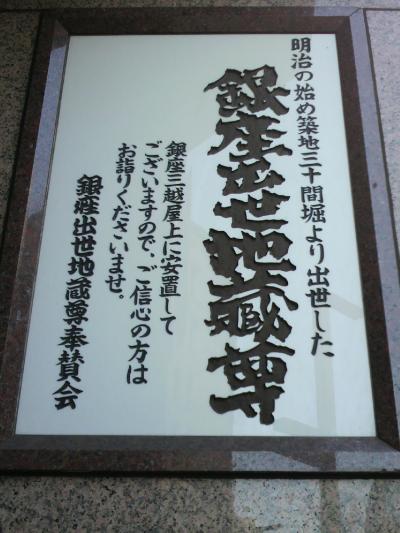 明治の始め築地三十間堀より出世した
銀座出世地蔵尊
銀座三越屋上に安置して
ございますので、ご信心の方は
お詣りくださいませ。
銀座出世地蔵尊奉賛会